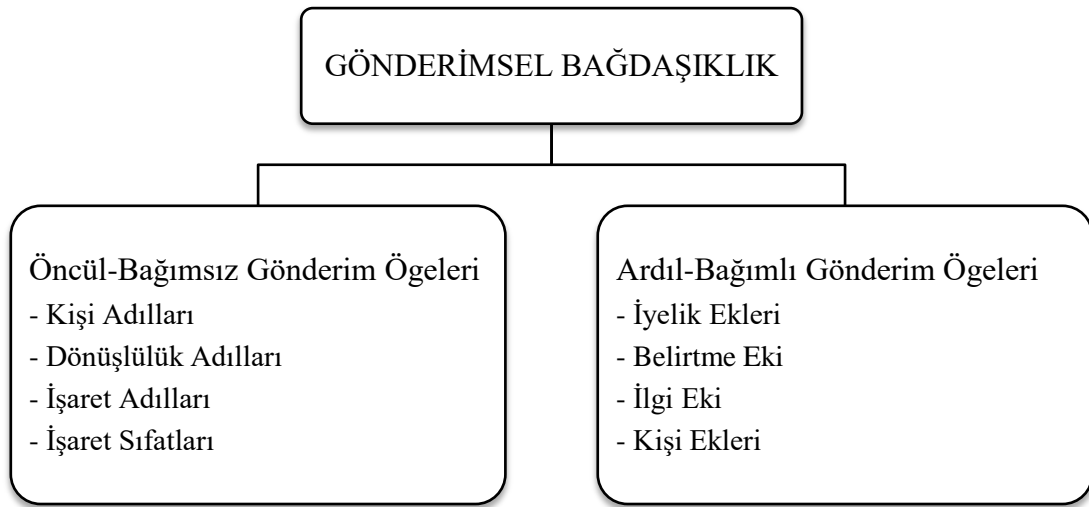 GÖNDERİMSEL BAĞDAŞIKLIK
Öncül-Bağımsız Gönderim Ögeleri
- Kişi Adılları
- Dönüşlülük Adılları
- İşaret Adılları
- İşaret Sıfatları
Ardıl-Bağımlı Gönderim Ögeleri
- İyelik Ekleri
- Belirtme Eki
- İlgi Eki
- Kişi Ekleri